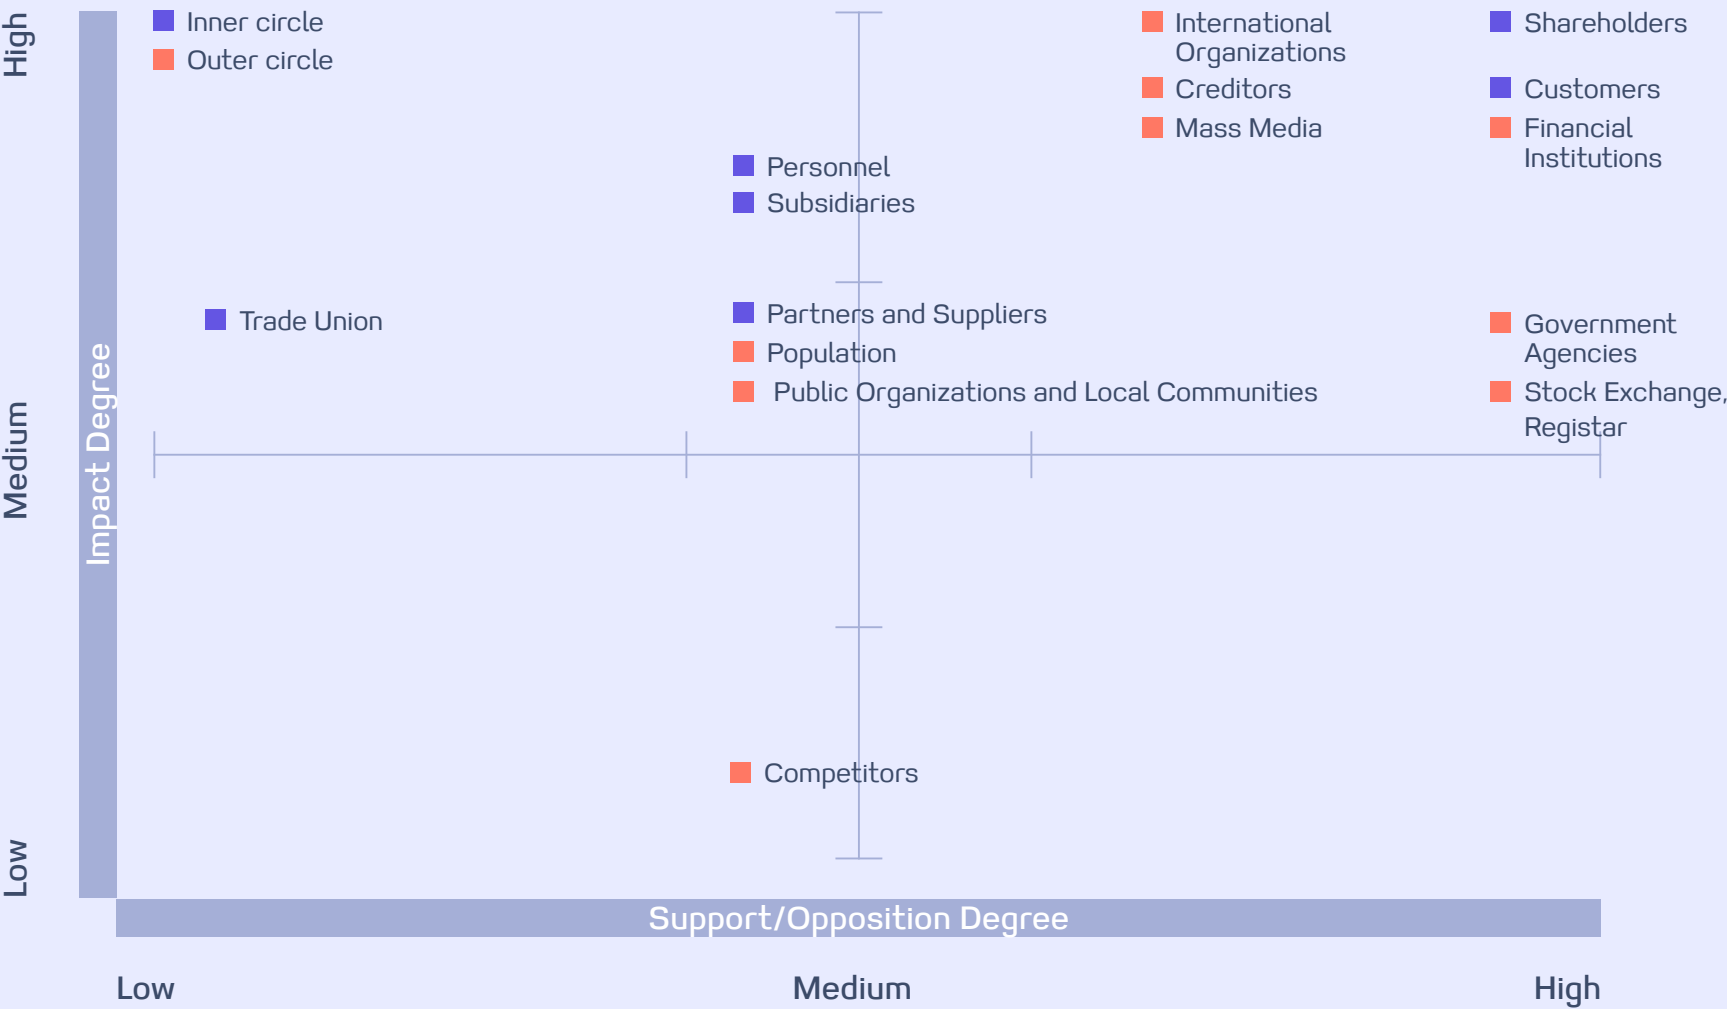 High
Medium
Low
Impact Degree
Inner circle
Outer circle
International
Organizations
Creditors
Mass Media
Shareholders
Customers
Financial
Institutions
Personnel
Subsidiaries
Trade Union
Partners and Suppliers
Population
Public Organizations and Local Communities
Government
Agencies
Stock Exchange,
Registar
Competitors
Support/Opposition Degree
Low
Medium
High